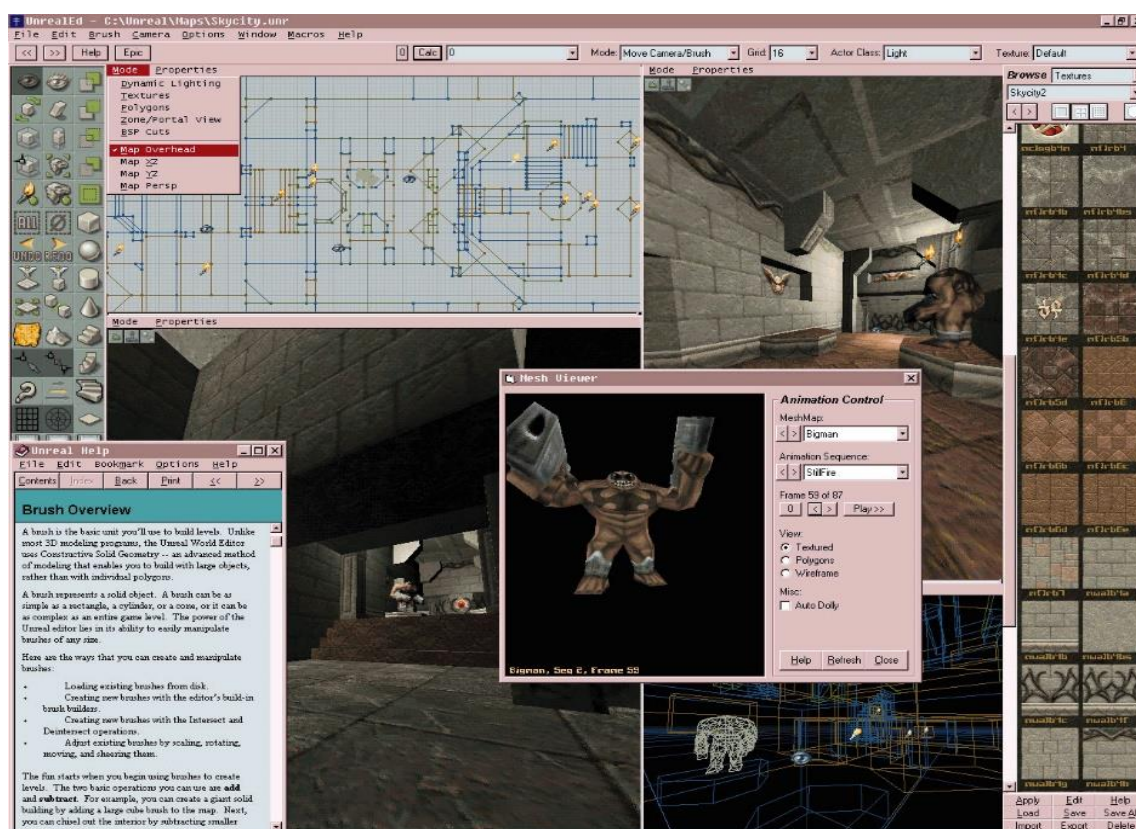 UnrealEd - C:\Unreal\Maps\Skycity.unr
File Edit Brush Camera Options Window Macros Help
<< >> Help Epic 0 Calc 0 Mode: Move Camera/Brush Grid: 16 Actor Class: Light Texture: Default
Mode Properties
Dynamic Lighting
Textures
Polygons
Zone/Portal View
BSP Cuts
Map Overhead
Map XZ
Map YZ
Map Persp
ALL
UNDO REDO
Mode Properties
Mode Properties
Browse Textures
Skycity2
< >
Mesh Viewer
Bigman, Seq 2, Frame 59
Animation Control
MeshMap:
< > Bigman
Animation Sequence:
< > StillFire
Frame 59 of 87
0 < > Play >>
View:
Textured
Polygons
Wireframe
Misc:
Auto Dolly
Help Refresh Close
Unreal Help
File Edit Bookmark Options Help
Contents Index Back Print << >>
Brush Overview
A brush is the basic unit you'll use to build levels. Unlike
most 3D modeling programs, the Unreal World Editor
uses Constructive Solid Geometry -- an advanced method
of modeling that enables you to build with large objects,
rather than with individual polygons.
A brush represents a solid object. A brush can be as
simple as a rectangle, a cylinder, or a cone, or it can be
as complex as an entire game level. The power of the
Unreal editor lies in its ability to easily manipulate
brushes of any size.
Here are the ways that you can create and manipulate
brushes:
• Loading existing brushes from disk.
• Creating new brushes with the editor's build-in
brush builders.
• Creating new brushes with the Intersect and
Deintersect operations.
• Adjust existing brushes by scaling, rotating,
moving, and sheering them.
The fun starts when you begin using brushes to create
levels. The two basic operations you can use are add
and subtract. For example, you can create a giant solid
building by adding a large cube brush to the map. Next,
you can chisel out the interior by subtracting smaller
Apply Edit Help
Load Save Save Al
Import Export Delete